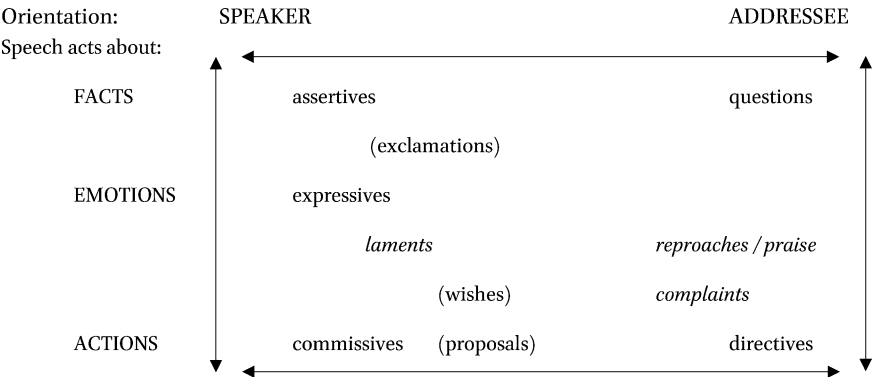 Orientation: SPEAKER ADDRESSEE
Speech acts about:
FACTS assertives questions
(exclamations)
EMOTIONS expressives
laments reproaches / praise
(wishes) complaints
ACTIONS commissives (proposals) directives